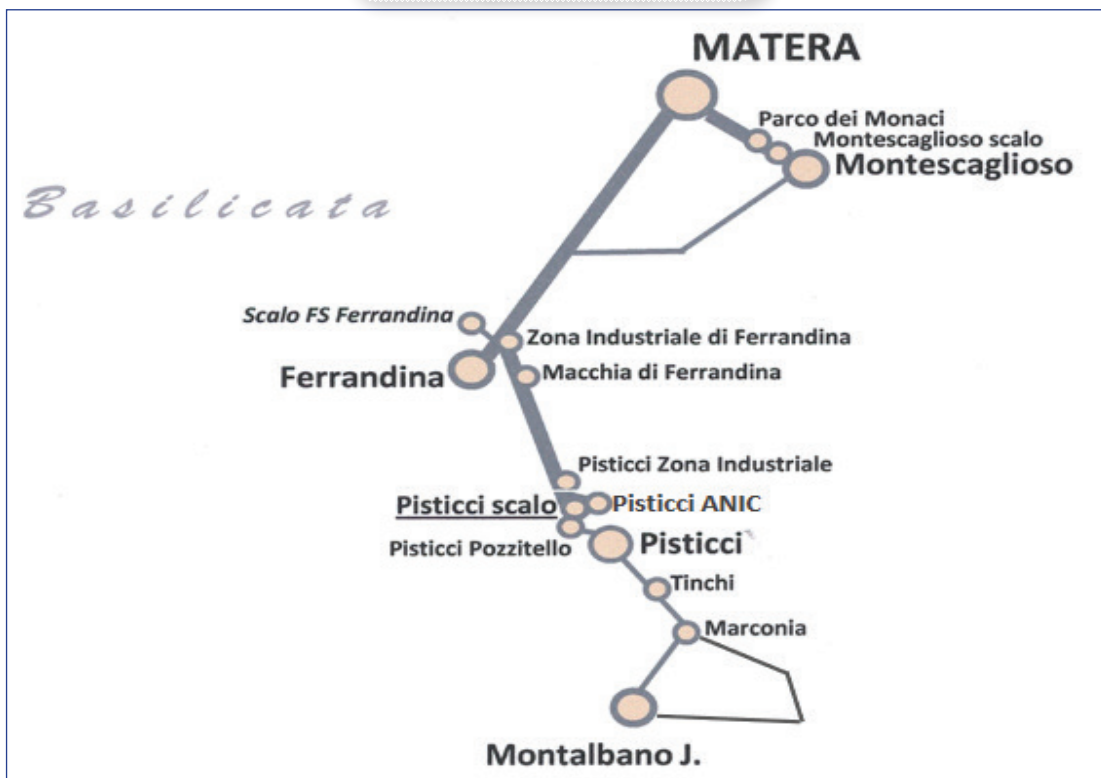 MATERA
Parco dei Monaci
Montescaglioso scalo
Montescaglioso
Basilicata
Scalo FS Ferrandina
Zona Industriale di Ferrandina
Ferrandina
Macchia di Ferrandina
Pisticci Zona Industriale
Pisticci scalo
Pisticci ANIC
Pisticci Pozzitello
Pisticci
Tinchi
Marconia
Montalbano J.